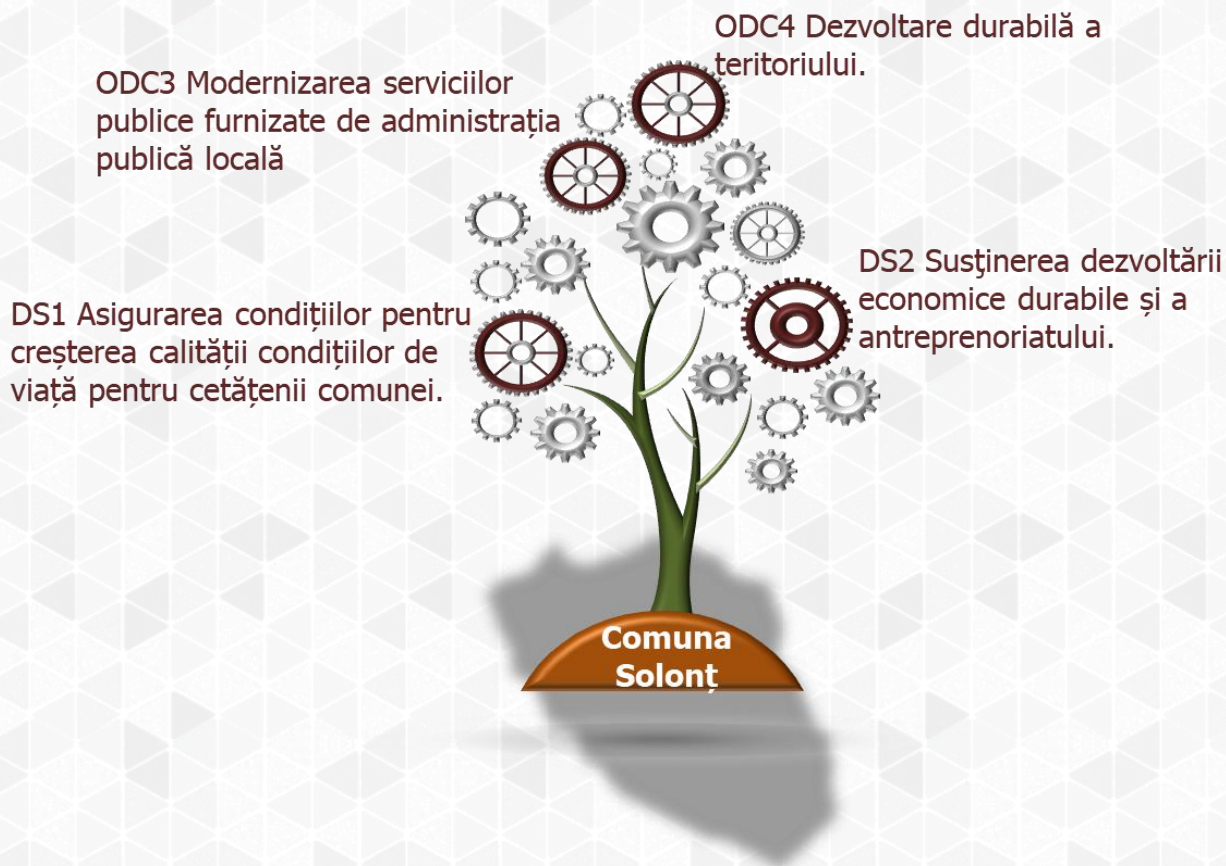 ODC4 Dezvoltare durabilă a
teritoriului.
ODC3 Modernizarea serviciilor
publice furnizate de administrația
publică locală
DS2 Susţinerea dezvoltării
economice durabile și a
antreprenoriatului.
DS1 Asigurarea condițiilor pentru
creșterea calității condițiilor de
viață pentru cetățenii comunei.
Comuna
Solonț